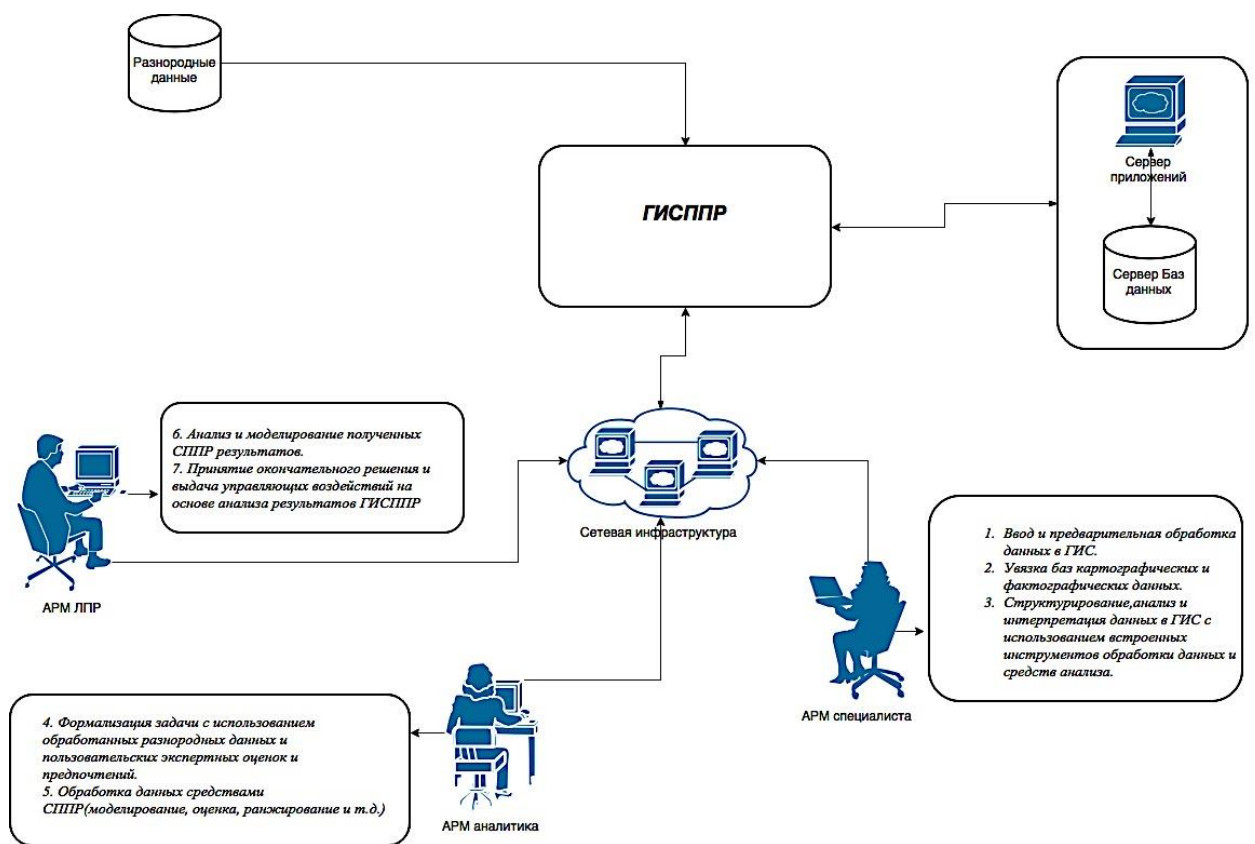 Разнородные
данные
Сервер
приложений
ГИСППР
Сервер Баз
данных
6. Анализ и моделирование полученных
СППР результатов.
7. Принятие окончательного решения и
выдача управляющих воздействий на
основе анализа результатов ГИСППР
Сетевая инфраструктура
АРМ ЛПР
1. Ввод и предварительная обработка
данных в ГИС.
2. Увязка баз картографических и
фактографических данных.
3. Структурирование,анализ и
интерпретация данных в ГИС с
использованием встроенных
инструментов обработки данных и
средств анализа.
АРМ специалиста
4. Формализация задачи с использованием
обработанных разнородных данных и
пользовательских экспертных оценок и
предпочтений.
5. Обработка данных средствами
СППР(моделирование, оценка, ранжирование и т.д.)
АРМ аналитика